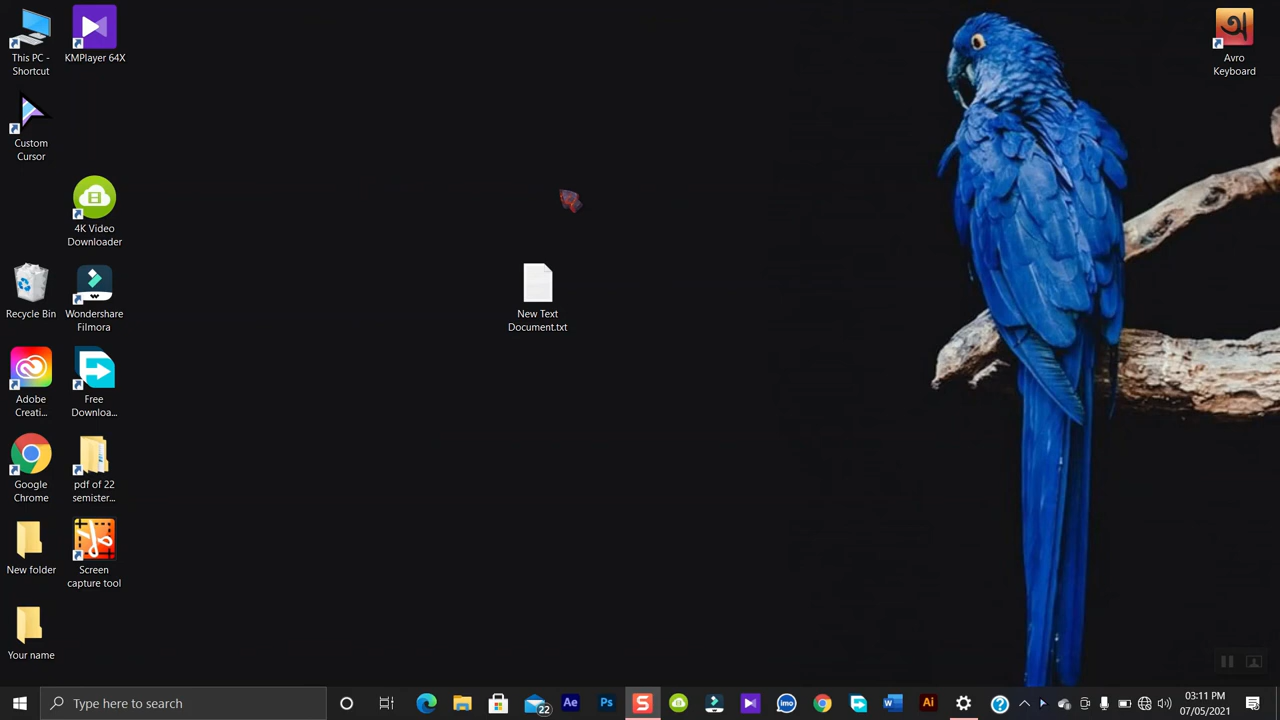 This PC -
Shortcut
KMPlayer 64X
Avro
Keyboard
Custom
Cursor
4K Video
Downloader
Recycle Bin
Wondershare
Filmora
New Text
Document.txt
Adobe
Creati...
Free
Downloa...
Google
Chrome
pdf of 22
semister...
New folder
Screen
capture tool
Your name
Type here to search
22
Ae
Ps
S
imo
W
Ai
?
03:11 PM
07/05/2021
অ